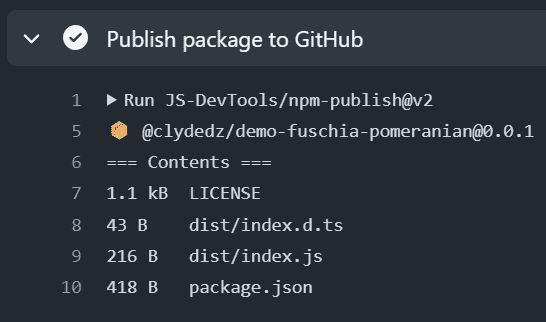 Publish package to GitHub
1 ▶ Run JS-DevTools/npm-publish@v2
5 📦 @clydedz/demo-fuschia-pomeranian@0.0.1
6 === Contents ===
7 1.1 kB LICENSE
8 43 B dist/index.d.ts
9 216 B dist/index.js
10 418 B package.json